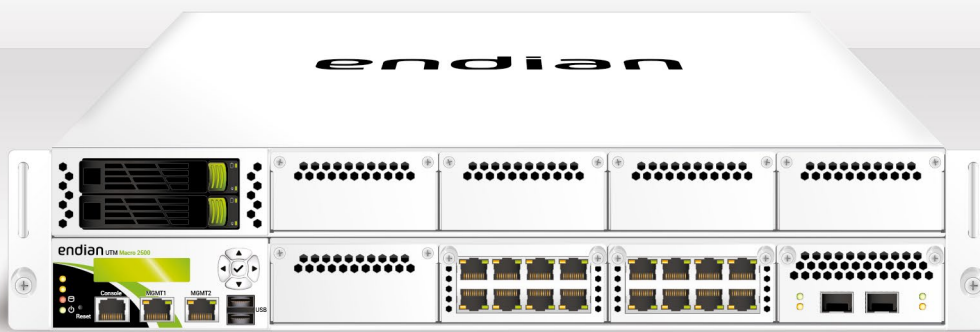 endian
endian UTM Macro 2500
Console
MGMT1
MGMT2
Reset
USB